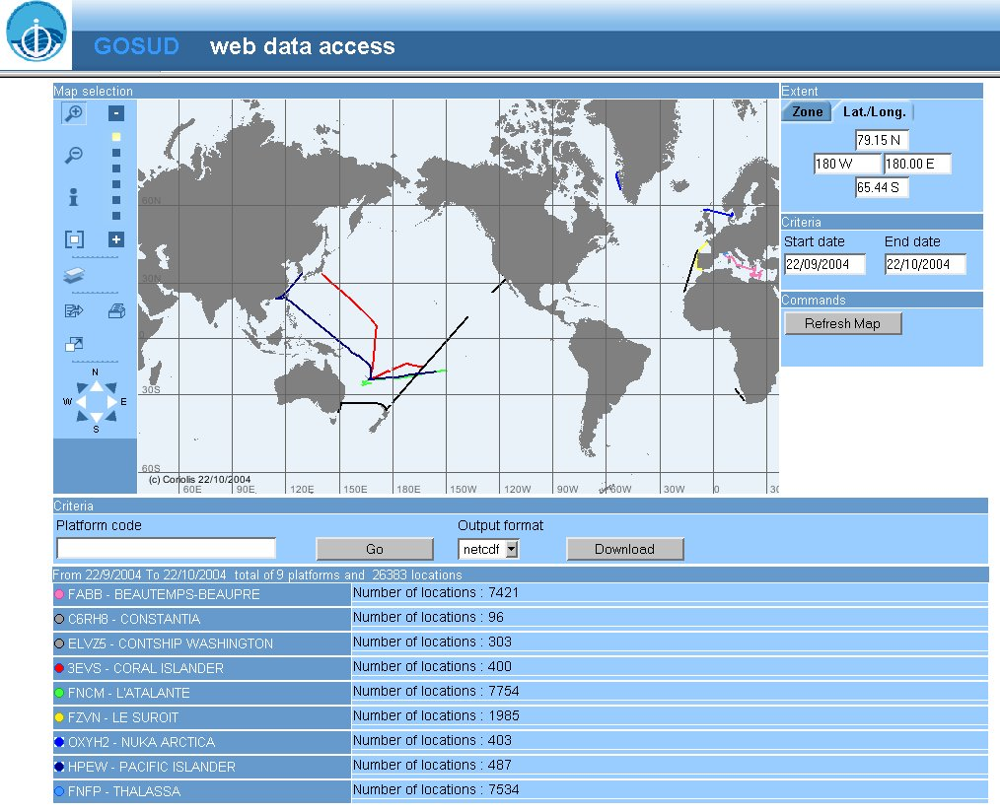 GOSUD web data access
Map selection
Extent
Zone Lat./Long.
79.15 N
180 W 180.00 E
65.44 S
Criteria
Start date End date
22/09/2004 22/10/2004
Commands
Refresh Map
- 
+
N
W E
S
60N
30N
0
30S
60S
(c) Coriolis 22/10/2004
60E 90E 120E 150E 180E 150W 120W 90W 60W 30W 0 30
Criteria
Platform code Output format
Go netcdf Download
From 22/9/2004 To 22/10/2004 total of 9 platforms and 26383 locations
FABB - BEAUTEMPS-BEAUPRE Number of locations : 7421
C6RH8 - CONSTANTIA Number of locations : 96
ELVZ5 - CONTSHIP WASHINGTON Number of locations : 303
3EVS - CORAL ISLANDER Number of locations : 400
FNCM - L'ATALANTE Number of locations : 7754
FZVN - LE SUROIT Number of locations : 1985
OXYH2 - NUKA ARCTICA Number of locations : 403
HPEW - PACIFIC ISLANDER Number of locations : 487
FNFP - THALASSA Number of locations : 7534